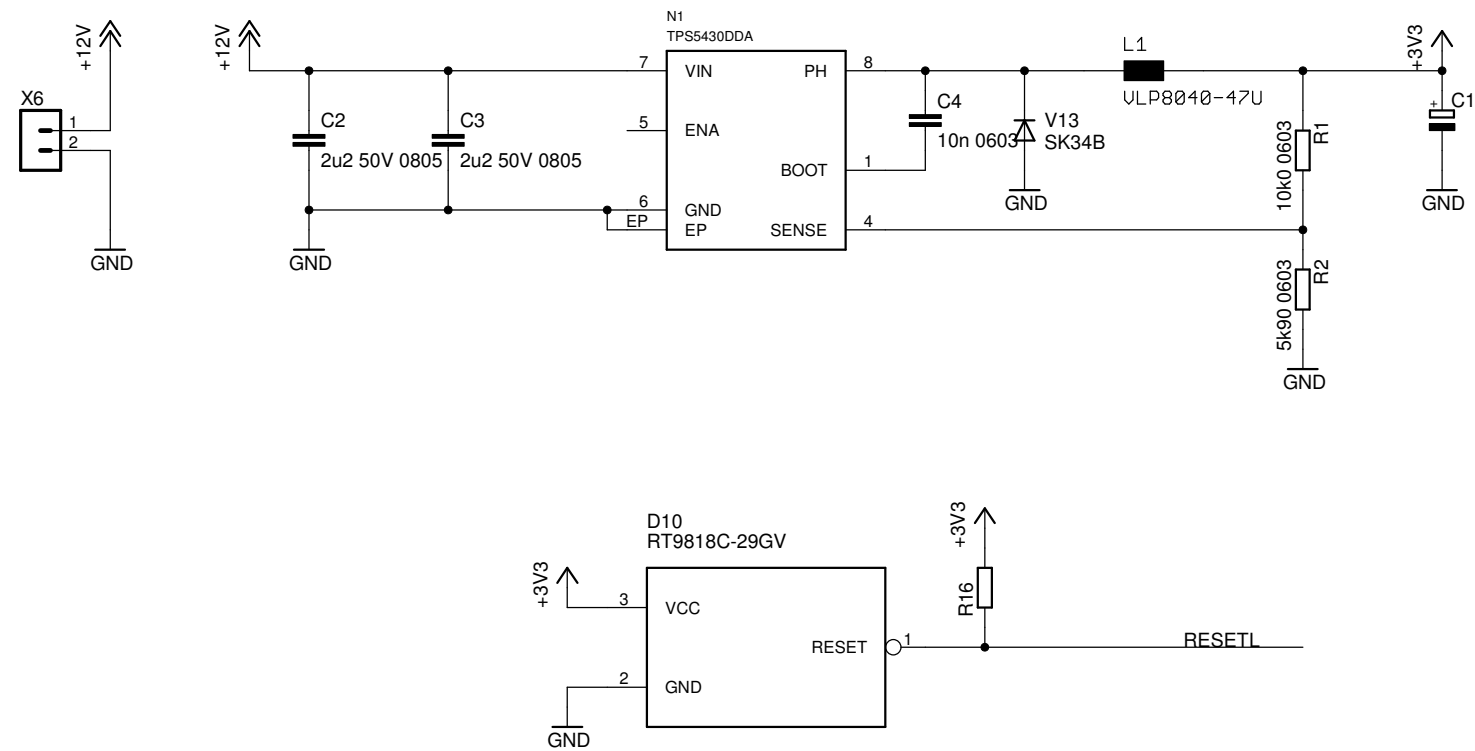 N1
TPS5430DDA
+12V
+12V
+3V3
X6
1
2
GND
7
VIN
PH
8
L1
VLP8040-47U
C2
2u2 50V 0805
C3
2u2 50V 0805
5
ENA
C4
10n 0603
V13
SK34B
C1
+
R1
10k0 0603
BOOT
1
GND
GND
6
GND
EP
EP
SENSE
4
GND
R2
5k90 0603
GND
D10
RT9818C-29GV
+3V3
+3V3
3
VCC
R16
RESET
1
RESETL
2
GND
GND